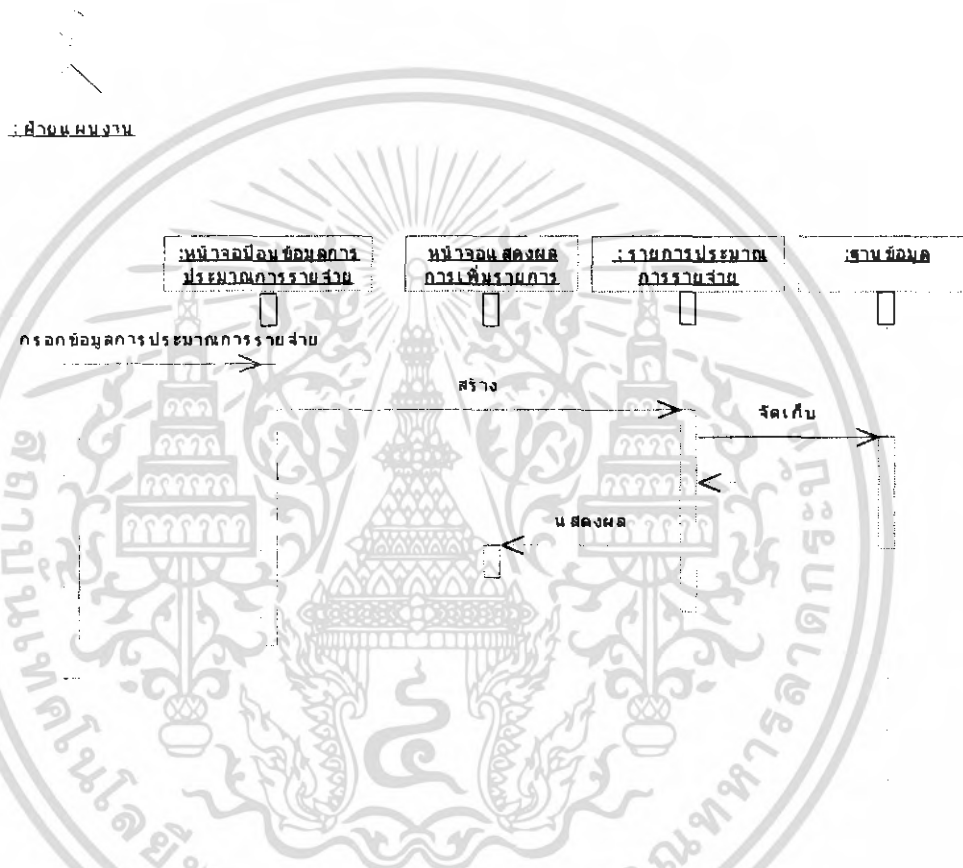 :ฝ่ายแผนงาน
:หน้าจอป้อนข้อมูลการ
ประมาณการรายจ่าย
หน้าจอแสดงผล
การเพิ่มรายการ
:รายการประมาณ
การรายจ่าย
:ฐานข้อมูล
กรอกข้อมูลการประมาณการรายจ่าย
สร้าง
จัดเก็บ
แสดงผล